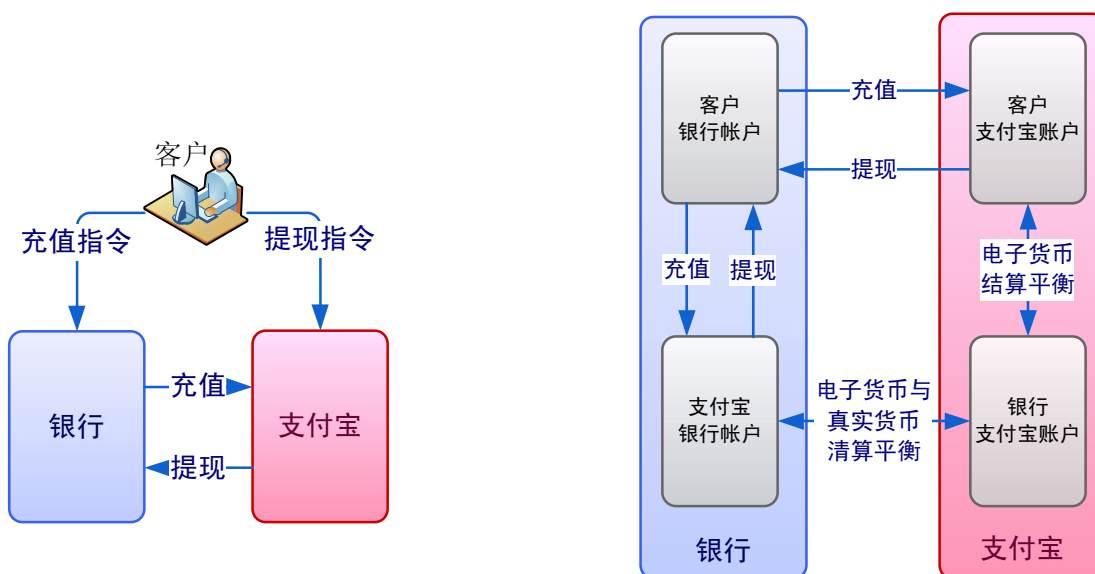 客户
充值指令
提现指令
银行
支付宝
充值
提现
客户
银行帐户
充值
提现
客户
支付宝账户
充值
提现
电子货币
结算平衡
支付宝
银行帐户
电子货币与
真实货币
清算平衡
银行
支付宝账户
银行
支付宝